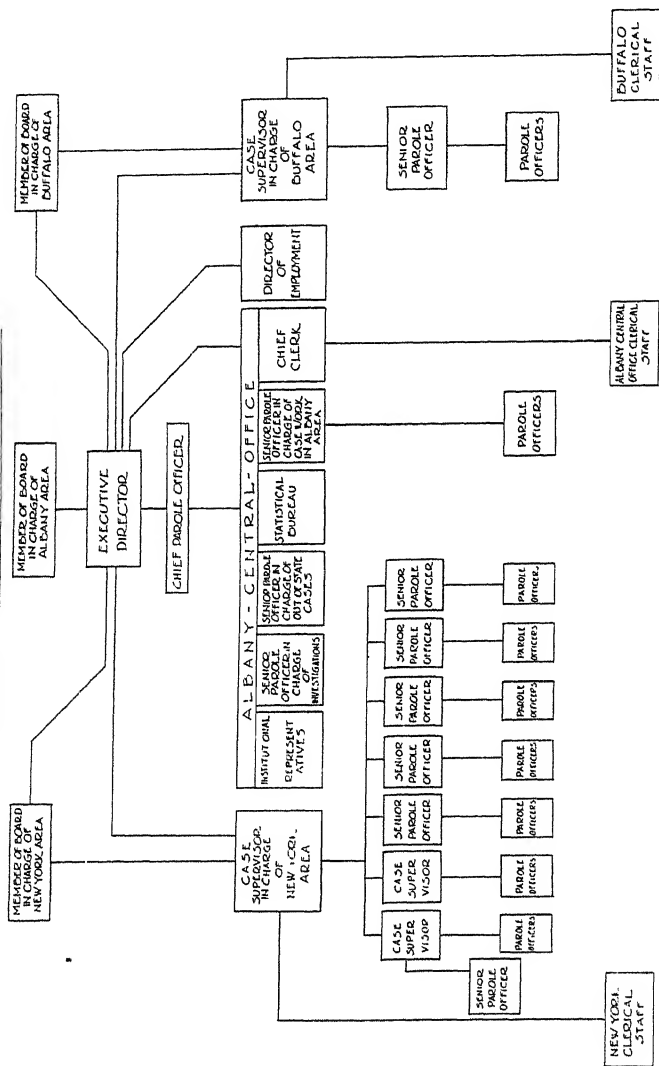 MEMBER OF BOARD
IN CHARGE OF
NEW YORK AREA
MEMBER OF BOARD
IN CHARGE OF
ALBANY AREA
MEMBER OF BOARD
IN CHARGE OF
BUFFALO AREA
EXECUTIVE
DIRECTOR
CHIEF PAROLE OFFICER
CASE
SUPERVISOR
IN CHARGE
OF
NEW YORK
AREA
ALBANY-CENTRAL-OFFICE
INSTITUTIONAL
REPRESENT
ATIVES
SENIOR
PAROLE
OFFICER IN
CHARGE
OF
INVESTIGATIONS
SENIOR PAROLE
OFFICER IN
CHARGE OF
OUT OF STATE
CASES
STATISTICAL
BUREAU
SENIOR PAROLE
OFFICER IN
CHARGE OF
CASE WORK
IN ALBANY
AREA
CHIEF
CLERK
DIRECTOR
OF
EMPLOYMENT
CASE
SUPERVISOR
IN CHARGE
OF
BUFFALO
AREA
CASE
SUPER
VISOR
CASE
SUPER
VISOR
SENIOR
PAROLE
OFFICER
SENIOR
PAROLE
OFFICER
SENIOR
PAROLE
OFFICER
SENIOR
PAROLE
OFFICER
SENIOR
PAROLE
OFFICER
SENIOR
PAROLE
OFFICER
SENIOR
PAROLE
OFFICER
PAROLE
OFFICERS
PAROLE
OFFICERS
PAROLE
OFFICERS
PAROLE
OFFICERS
PAROLE
OFFICERS
PAROLE
OFFICERS
PAROLE
OFFICERS
PAROLE
OFFICERS
PAROLE
OFFICERS
NEW YORK
CLERICAL
STAFF
ALBANY CENTRAL
OFFICE CLERICAL
STAFF
BUFFALO
CLERICAL
STAFF